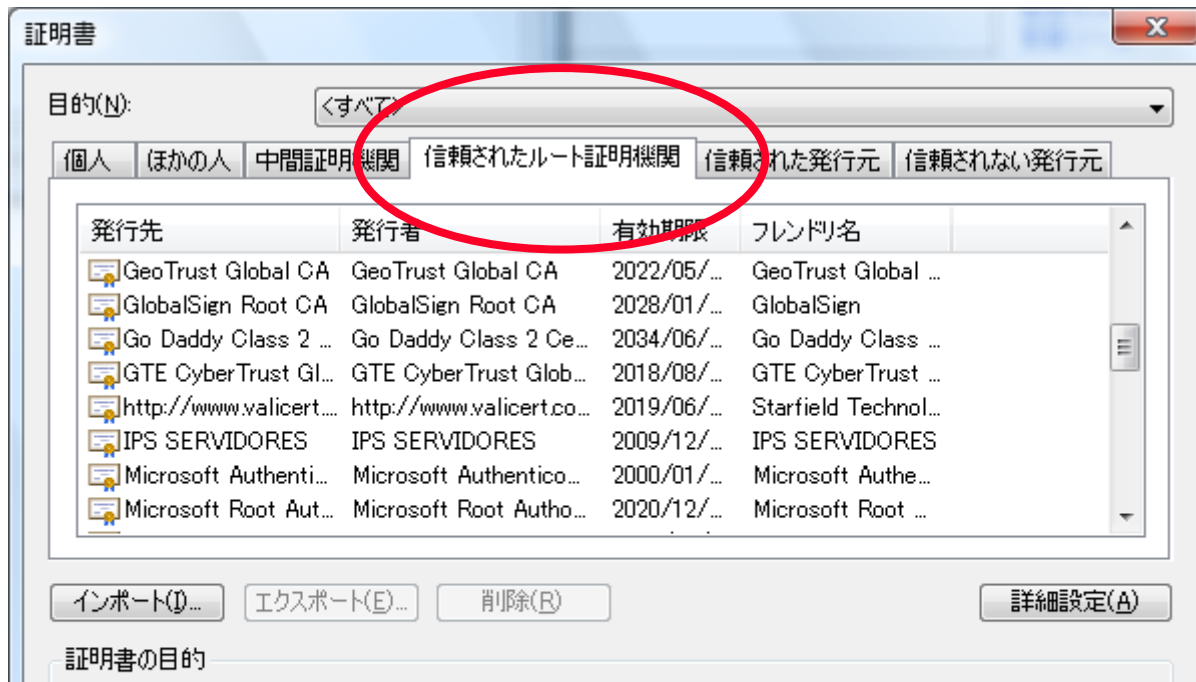 証明書
目的(N): <すべて>
個人 ほかの人 中間証明機関 信頼されたルート証明機関 信頼された発行元 信頼されない発行元
発行先 発行者 有効期限 フレンドリ名
GeoTrust Global CA GeoTrust Global CA 2022/05/... GeoTrust Global ...
GlobalSign Root CA GlobalSign Root CA 2028/01/... GlobalSign
Go Daddy Class 2 ... Go Daddy Class 2 Ce... 2034/06/... Go Daddy Class ...
GTE CyberTrust Gl... GTE CyberTrust Glob... 2018/08/... GTE CyberTrust ...
http://www.valicert.... http://www.valicert.co... 2019/06/... Starfield Technol...
IPS SERVIDORES IPS SERVIDORES 2009/12/... IPS SERVIDORES
Microsoft Authenti... Microsoft Authentico... 2000/01/... Microsoft Authe...
Microsoft Root Aut... Microsoft Root Autho... 2020/12/... Microsoft Root ...
インポート(I)... エクスポート(E)... 削除(R) 詳細設定(A)
証明書の目的